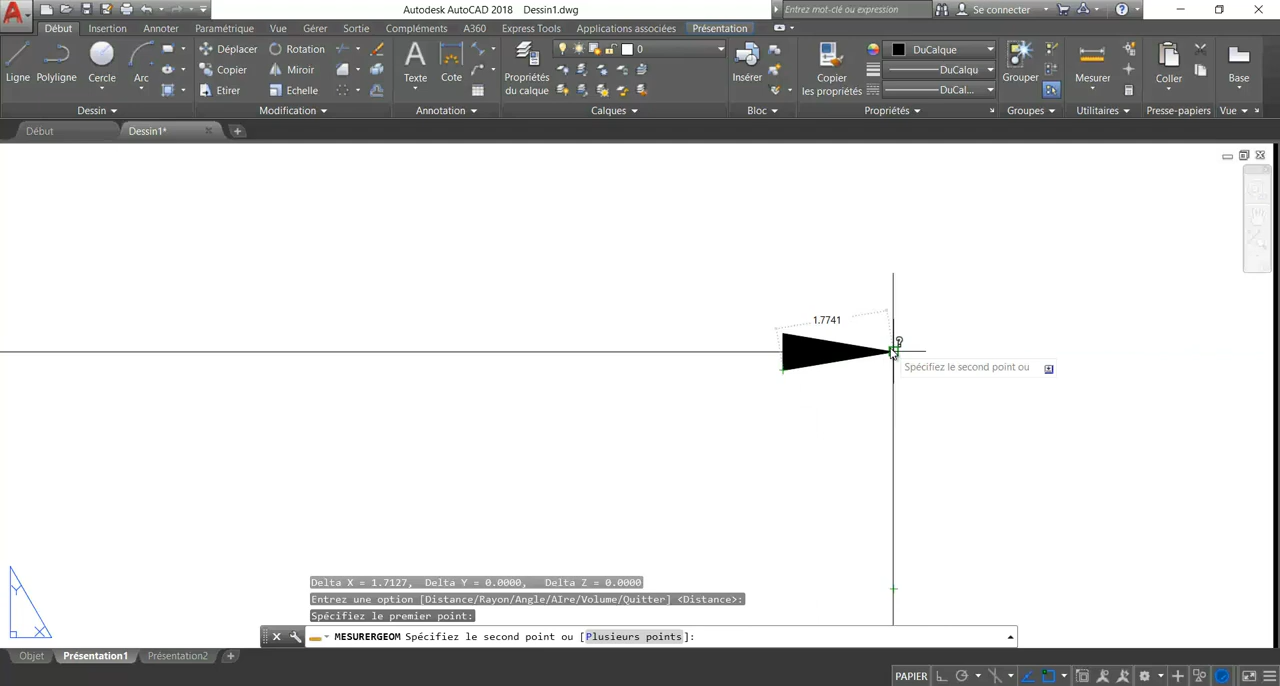 Autodesk AutoCAD 2018 Dessin1.dwg
Entrez mot-clé ou expression
Se connecter
Début Insertion Annoter Paramétrique Vue Gérer Sortie Compléments A360 Express Tools Applications associées Présentation
Ligne Polyligne Cercle Arc
Déplacer Rotation
Copier Miroir
Etirer Echelle
Texte Cote
Propriétés du calque
0
Insérer
Copier les propriétés
DuCalque
DuCalqu
DuCal...
Grouper
Mesurer
Coller
Base
Dessin Modification Annotation Calques Bloc Propriétés Groupes Utilitaires Presse-papiers Vue
Début Dessin1*
1.7741
Spécifiez le second point ou
Y
X
Delta X = 1.7127, Delta Y = 0.0000, Delta Z = 0.0000
Entrez une option [Distance/Rayon/Angle/AIre/Volume/Quitter] <Distance>:
Spécifiez le premier point:
MESURERGEOM Spécifiez le second point ou [Plusieurs points]:
Objet Présentation1 Présentation2
PAPIER